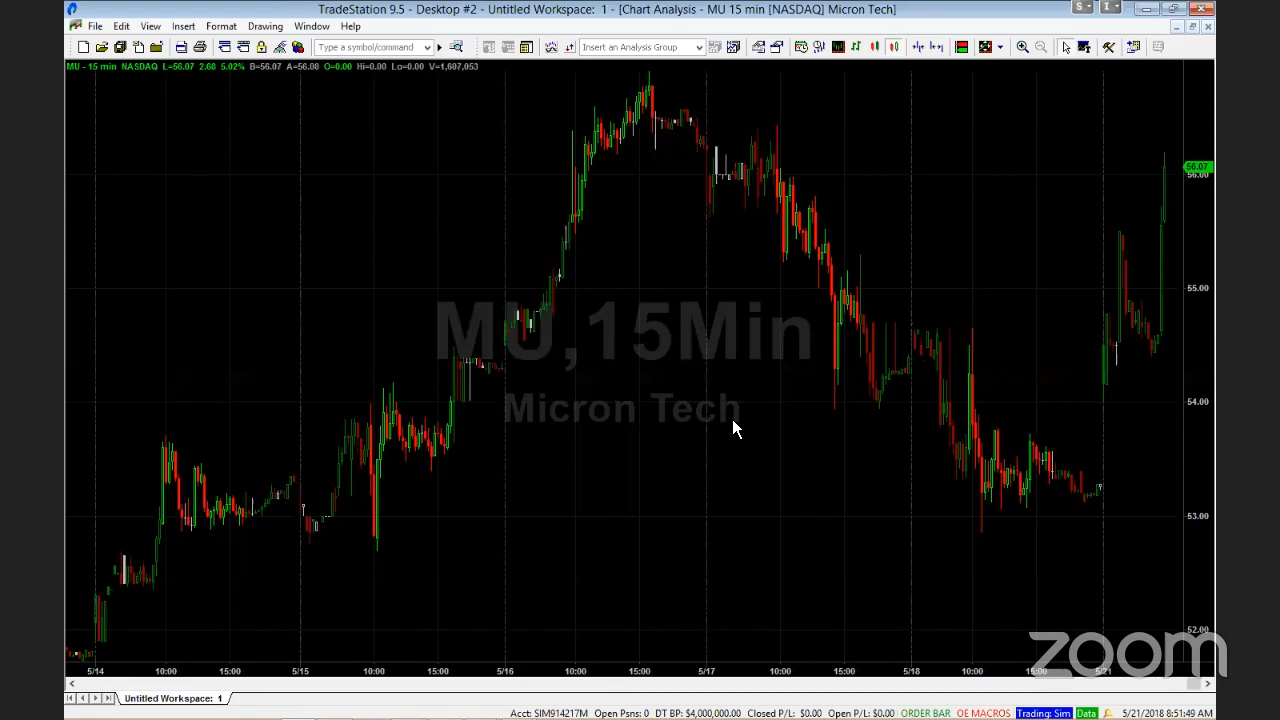 TradeStation 9.5 - Desktop #2 - Untitled Workspace: 1 - [Chart Analysis - MU 15 min [NASDAQ] Micron Tech]
S
I
File Edit View Insert Format Drawing Window Help
Type a symbol/command
Insert an Analysis Group
MU - 15 min NASDAQ L=56.07 2.68 5.02% B=56.07 A=56.08 O=0.00 Hi=0.00 Lo=0.00 V=1,607,053
56.07
56.00
55.00
MU,15Min
Micron Tech
54.00
53.00
52.00
zoom
5/14 10:00 15:00 5/15 10:00 15:00 5/16 10:00 15:00 5/17 10:00 15:00 5/18 10:00 15:00 5/21
Untitled Workspace: 1
Acct: SIM914217M Open Psns: 0 DT BP: $4,000,000.00 Closed P/L: $0.00 Open P/L: $0.00 ORDER BAR OE MACROS Trading: Sim Data 5/21/2018 8:51:49 AM